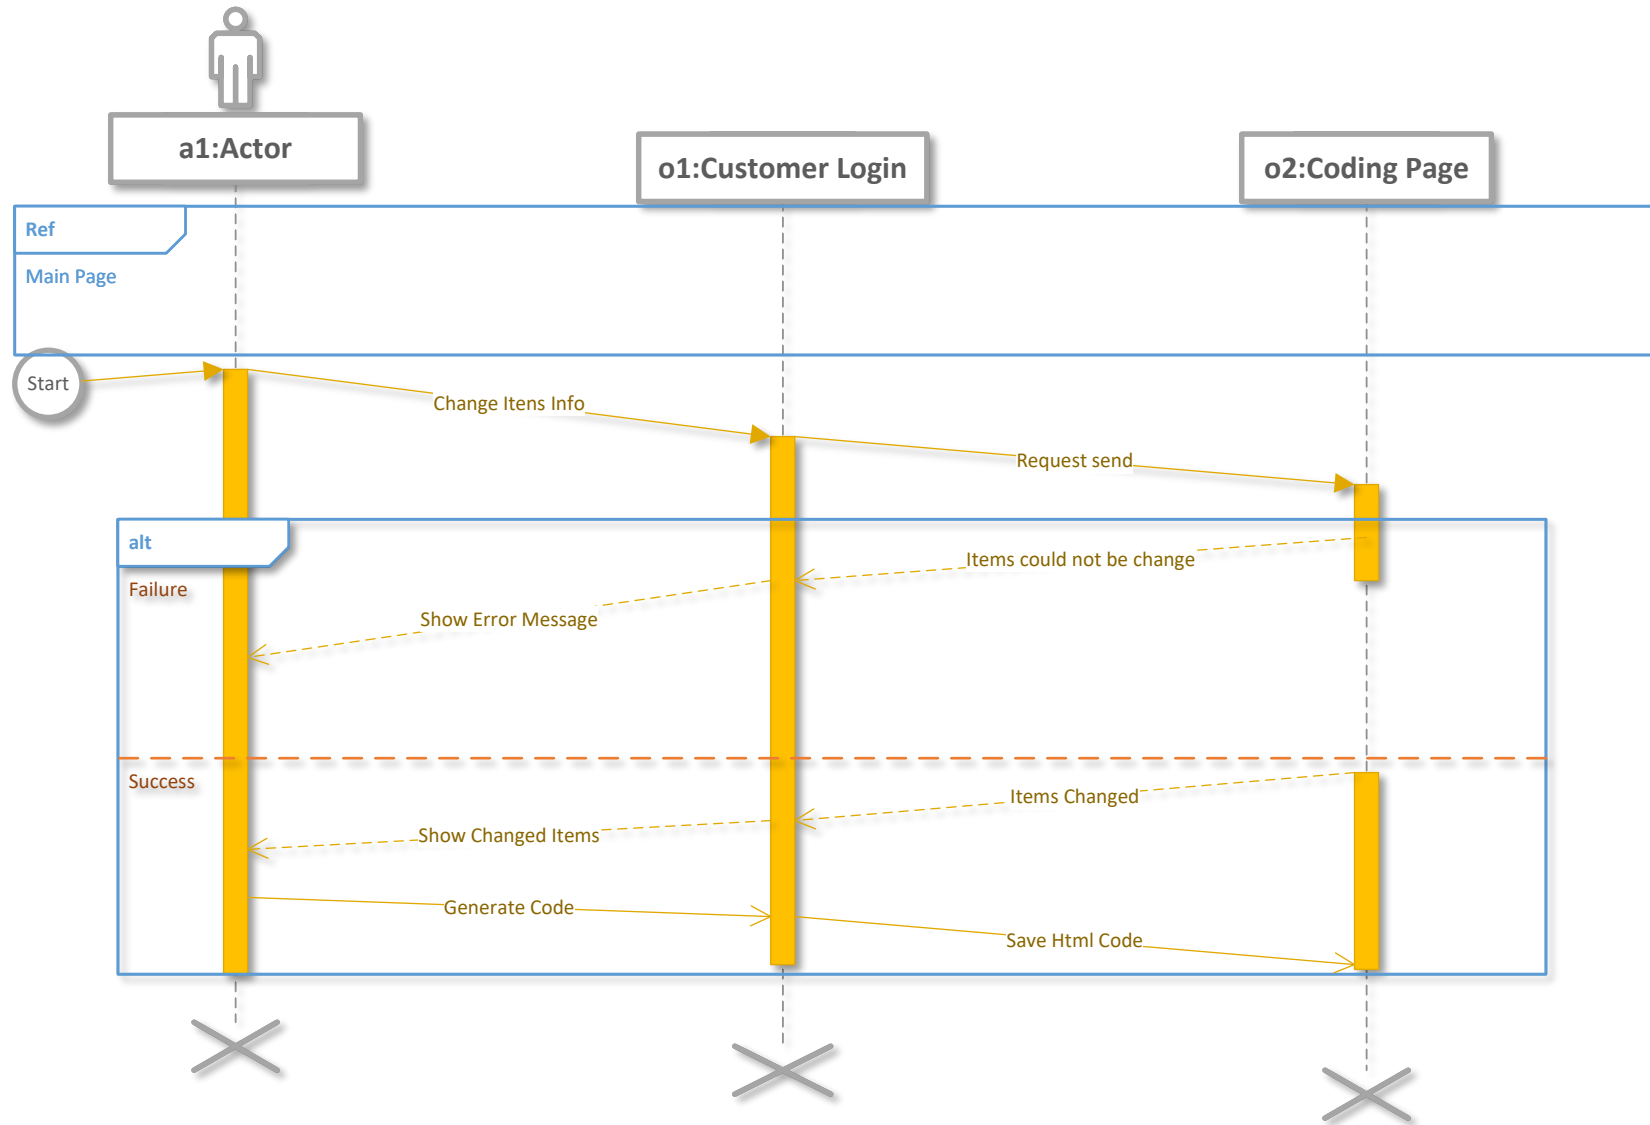 a1:Actor
o1:Customer Login
o2:Coding Page
Ref
Main Page
Start
Change Itens Info
Request send
alt
Items could not be change
Failure
Show Error Message
Success
Items Changed
Show Changed Items
Generate Code
Save Html Code